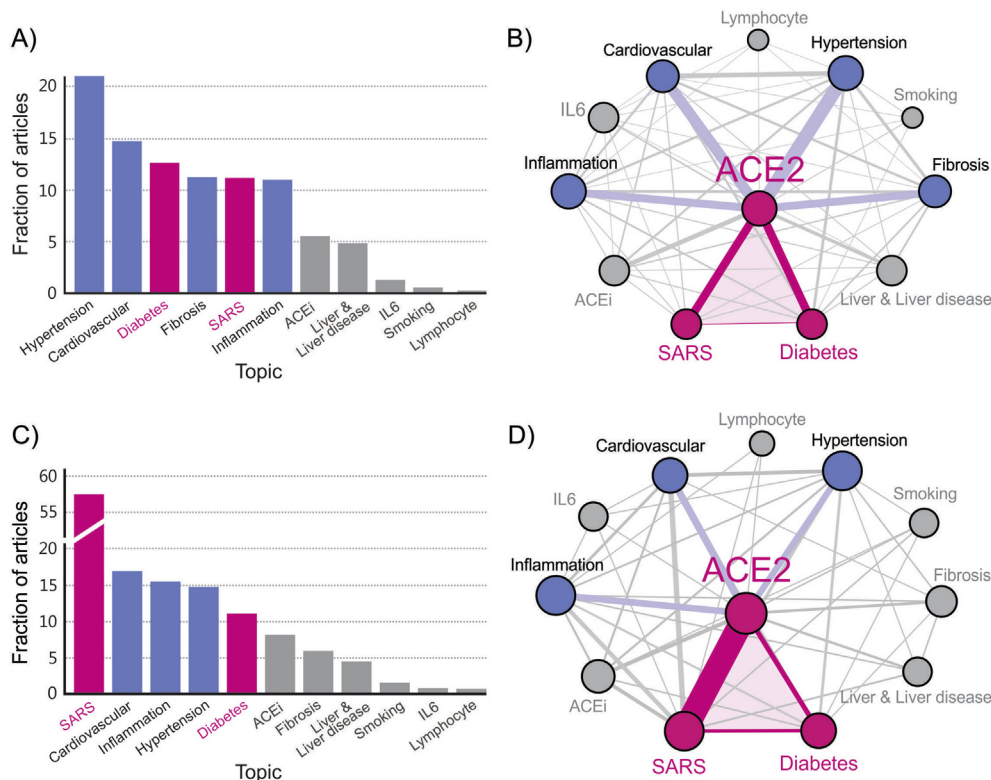 A)
Fraction of articles
20
15
10
5
0
Hypertension
Cardiovascular
Diabetes
Fibrosis
SARS
Inflammation
ACEi
Liver &
Liver disease
IL6
Smoking
Lymphocyte
Topic
B)
Lymphocyte
Cardiovascular
Hypertension
IL6
Smoking
Inflammation
ACE2
Fibrosis
ACEi
Liver & Liver disease
SARS
Diabetes
C)
Fraction of articles
60
55
20
15
10
5
0
SARS
Cardiovascular
Inflammation
Hypertension
Diabetes
ACEi
Fibrosis
Liver &
Liver disease
Smoking
IL6
Lymphocyte
Topic
D)
Lymphocyte
Cardiovascular
Hypertension
IL6
Smoking
Inflammation
ACE2
Fibrosis
ACEi
Liver & Liver disease
SARS
Diabetes